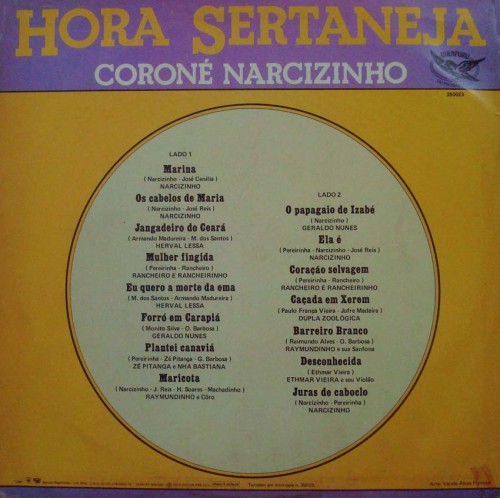 HORA SERTANEJA
CORONÉ NARCIZINHO
LADO 1
Marina
( Narcizinho - José Cenilia )
NARCIZINHO
Os cabelos de Maria
( Narcizinho - José Reis )
NARCIZINHO
Jangadeiro do Ceará
( Armando Madureira - M. dos Santos )
HERVAL LESSA
Mulher fingida
( Pereirinha - Rancheiro )
RANCHEIRO E RANCHEIRINHO
Eu quero a morte da ema
( M. dos Santos - Armando Madureira )
HERVAL LESSA
Forró em Carapiá
( Monito Silva - O. Barbosa )
GERALDO NUNES
Plantei canaviá
( Pereirinha - Zé Pitanga - G. Barbosa )
ZÉ PITANGA e NHA BASTIANA
Maricota
( Narcizinho - J. Reis - H. Soares - Machadinho )
RAYMUNDINHO e Côro
LADO 2
O papagaio de Izabé
( Narcizinho )
GERALDO NUNES
Ela é
( Pereirinha - Narcizinho - José Reis )
NARCIZINHO
Coração selvagem
( Pereirinha - Rancheiro )
RANCHEIRO E RANCHEIRINHO
Caçada em Xerem
( Paulo França Vieira - Jofre Madeira )
DUPLA ZOOLÓGICA
Barreiro Branco
( Raimundo Alves - O. Barbosa )
RAYMUNDINHO e sua Sanfona
Desconhecida
( Ethmar Vieira )
ETHMAR VIEIRA e seu Violão
Juras de caboclo
( Narcizinho - Pereirinha )
NARCIZINHO